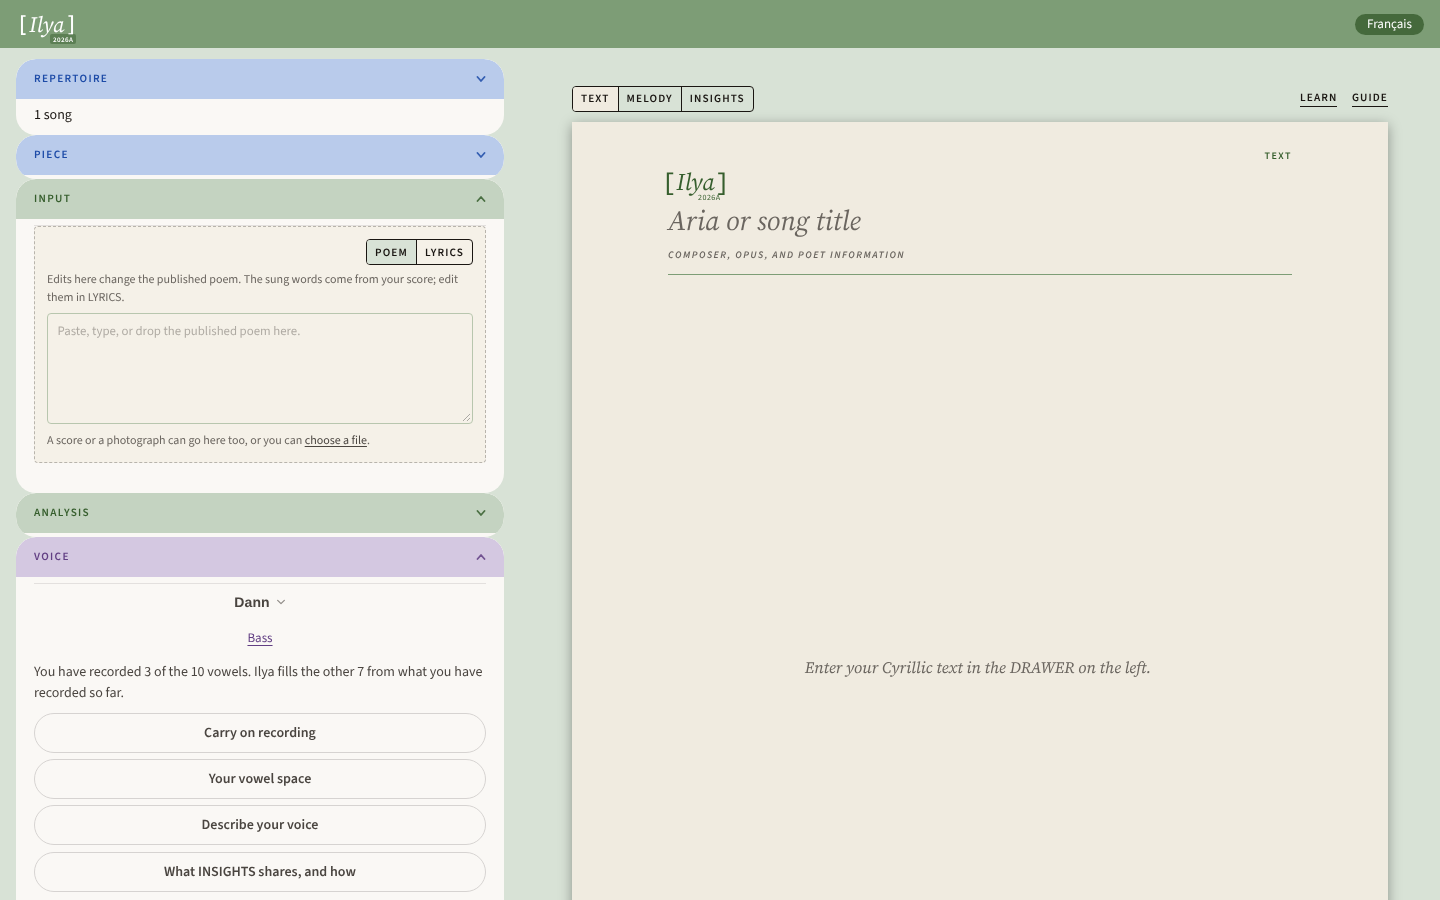 [Ilya]
2026A
Français
REPERTOIRE
1 song
PIECE
INPUT
POEM LYRICS
Edits here change the published poem. The sung words come from your score; edit
them in LYRICS.
Paste, type, or drop the published poem here.
A score or a photograph can go here too, or you can choose a file.
ANALYSIS
VOICE
Dann
Bass
You have recorded 3 of the 10 vowels. Ilya fills the other 7 from what you have
recorded so far.
Carry on recording
Your vowel space
Describe your voice
What INSIGHTS shares, and how
TEXT MELODY INSIGHTS
LEARN GUIDE
TEXT
[Ilya]
2026A
Aria or song title
COMPOSER, OPUS, AND POET INFORMATION
Enter your Cyrillic text in the DRAWER on the left.